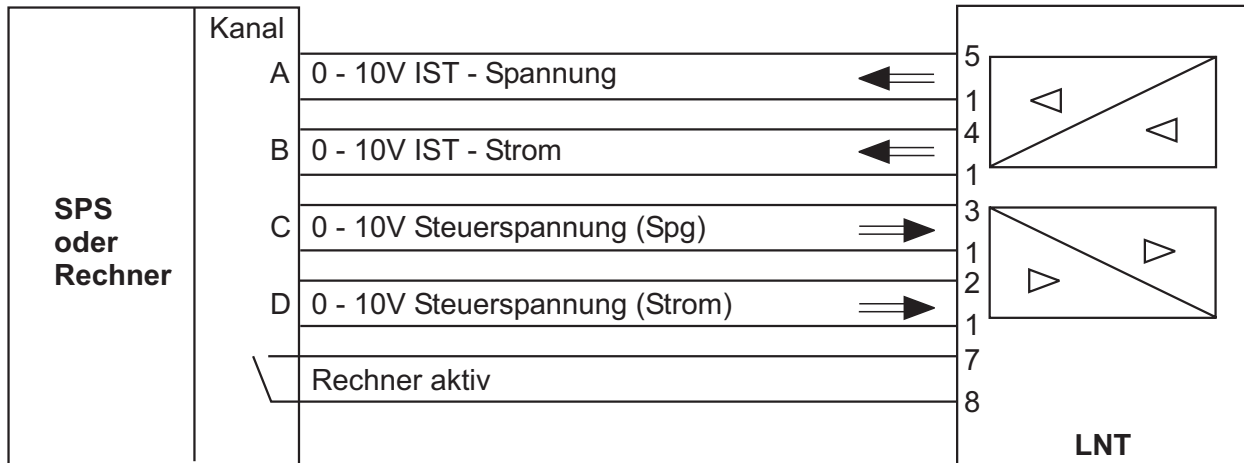 Kanal
A 0 - 10V IST - Spannung 5
1
B 0 - 10V IST - Strom 4
1
SPS
oder
Rechner
C 0 - 10V Steuerspannung (Spg) 3
1
D 0 - 10V Steuerspannung (Strom) 2
1
7
Rechner aktiv
8
LNT